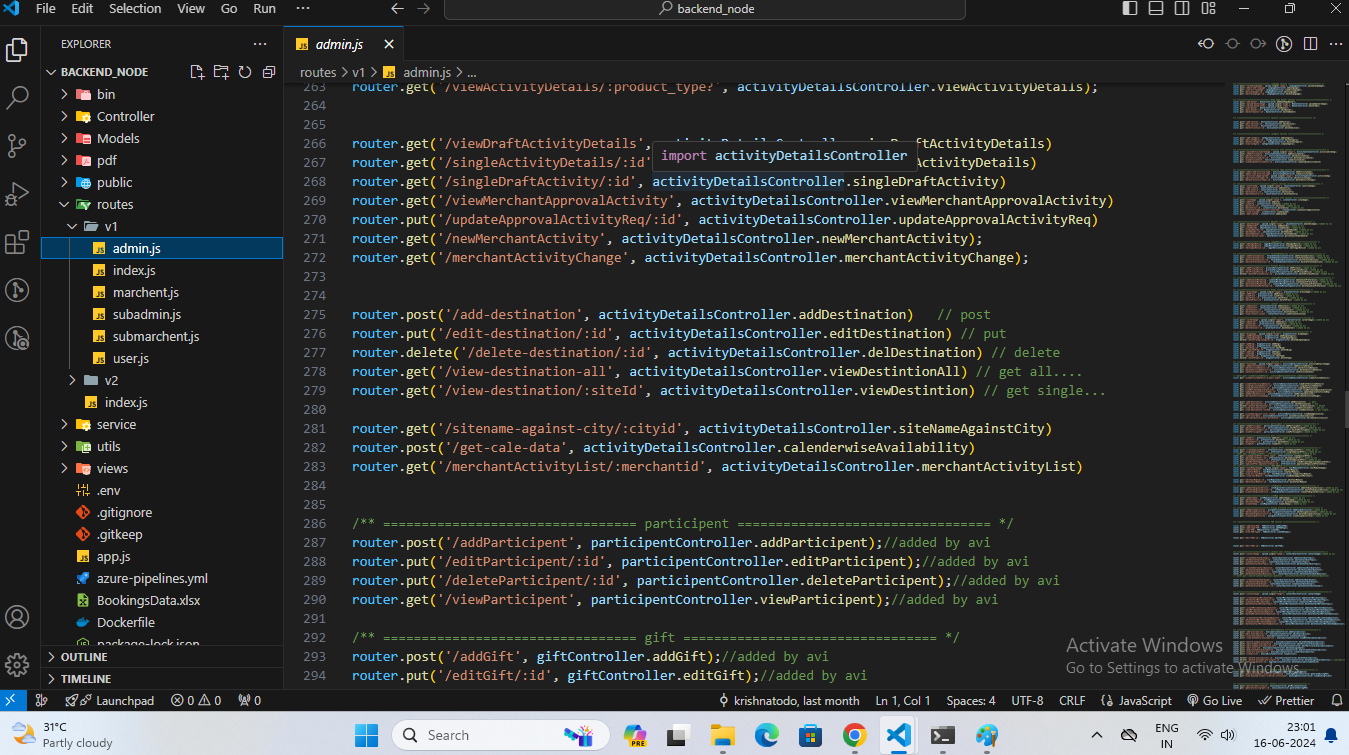 File Edit Selection View Go Run ··· backend_node
EXPLORER ···
admin.js
BACKEND_NODE
routes > v1 > admin.js > ...
bin
Controller
Models
pdf
public
routes
v1
admin.js
index.js
marchent.js
subadmin.js
submarchent.js
user.js
v2
index.js
service
utils
views
.env
.gitignore
.gitkeep
app.js
azure-pipelines.yml
BookingsData.xlsx
Dockerfile
package-lock.json
OUTLINE
TIMELINE
263 router.get('/viewActivityDetails/:product_type?', activityDetailsController.viewActivityDetails);
264
265
266 router.get('/viewDraftActivityDetails', 
267 router.get('/singleActivityDetails/:id'
import activityDetailsController
268 router.get('/singleDraftActivity/:id', activityDetailsController.singleDraftActivity)
269 router.get('/viewMerchantApprovalActivity', activityDetailsController.viewMerchantApprovalActivity)
270 router.put('/updateApprovalActivityReq/:id', activityDetailsController.updateApprovalActivityReq)
271 router.get('/newMerchantActivity', activityDetailsController.newMerchantActivity);
272 router.get('/merchantActivityChange', activityDetailsController.merchantActivityChange);
273
274
275 router.post('/add-destination', activityDetailsController.addDestination)   // post
276 router.put('/edit-destination/:id', activityDetailsController.editDestination) // put
277 router.delete('/delete-destination/:id', activityDetailsController.delDestination) // delete
278 router.get('/view-destination-all', activityDetailsController.viewDestintionAll) // get all....
279 router.get('/view-destination/:siteId', activityDetailsController.viewDestintion) // get single...
280
281 router.get('/sitename-against-city/:cityid', activityDetailsController.siteNameAgainstCity)
282 router.post('/get-cale-data', activityDetailsController.calenderwiseAvailability)
283 router.get('/merchantActivityList/:merchantid', activityDetailsController.merchantActivityList)
284
285
286 /** ================================= participent ================================= */
287 router.post('/addParticipent', participentController.addParticipent);//added by avi
288 router.put('/editParticipent/:id', participentController.editParticipent);//added by avi
289 router.put('/deleteParticipent/:id', participentController.deleteParticipent);//added by avi
290 router.get('/viewParticipent', participentController.viewParticipent);//added by avi
291
292 /** ================================= gift ================================= */
293 router.post('/addGift', giftController.addGift);//added by avi
294 router.put('/editGift/:id', giftController.editGift);//added by avi
Activate Windows
Go to Settings to activate Windows.
Launchpad 0 0 0 krishnatodo, last month Ln 1, Col 1 Spaces: 4 UTF-8 CRLF JavaScript Go Live Prettier
31°C
Partly cloudy
Search
PRE
ENG
IN
23:01
16-06-2024